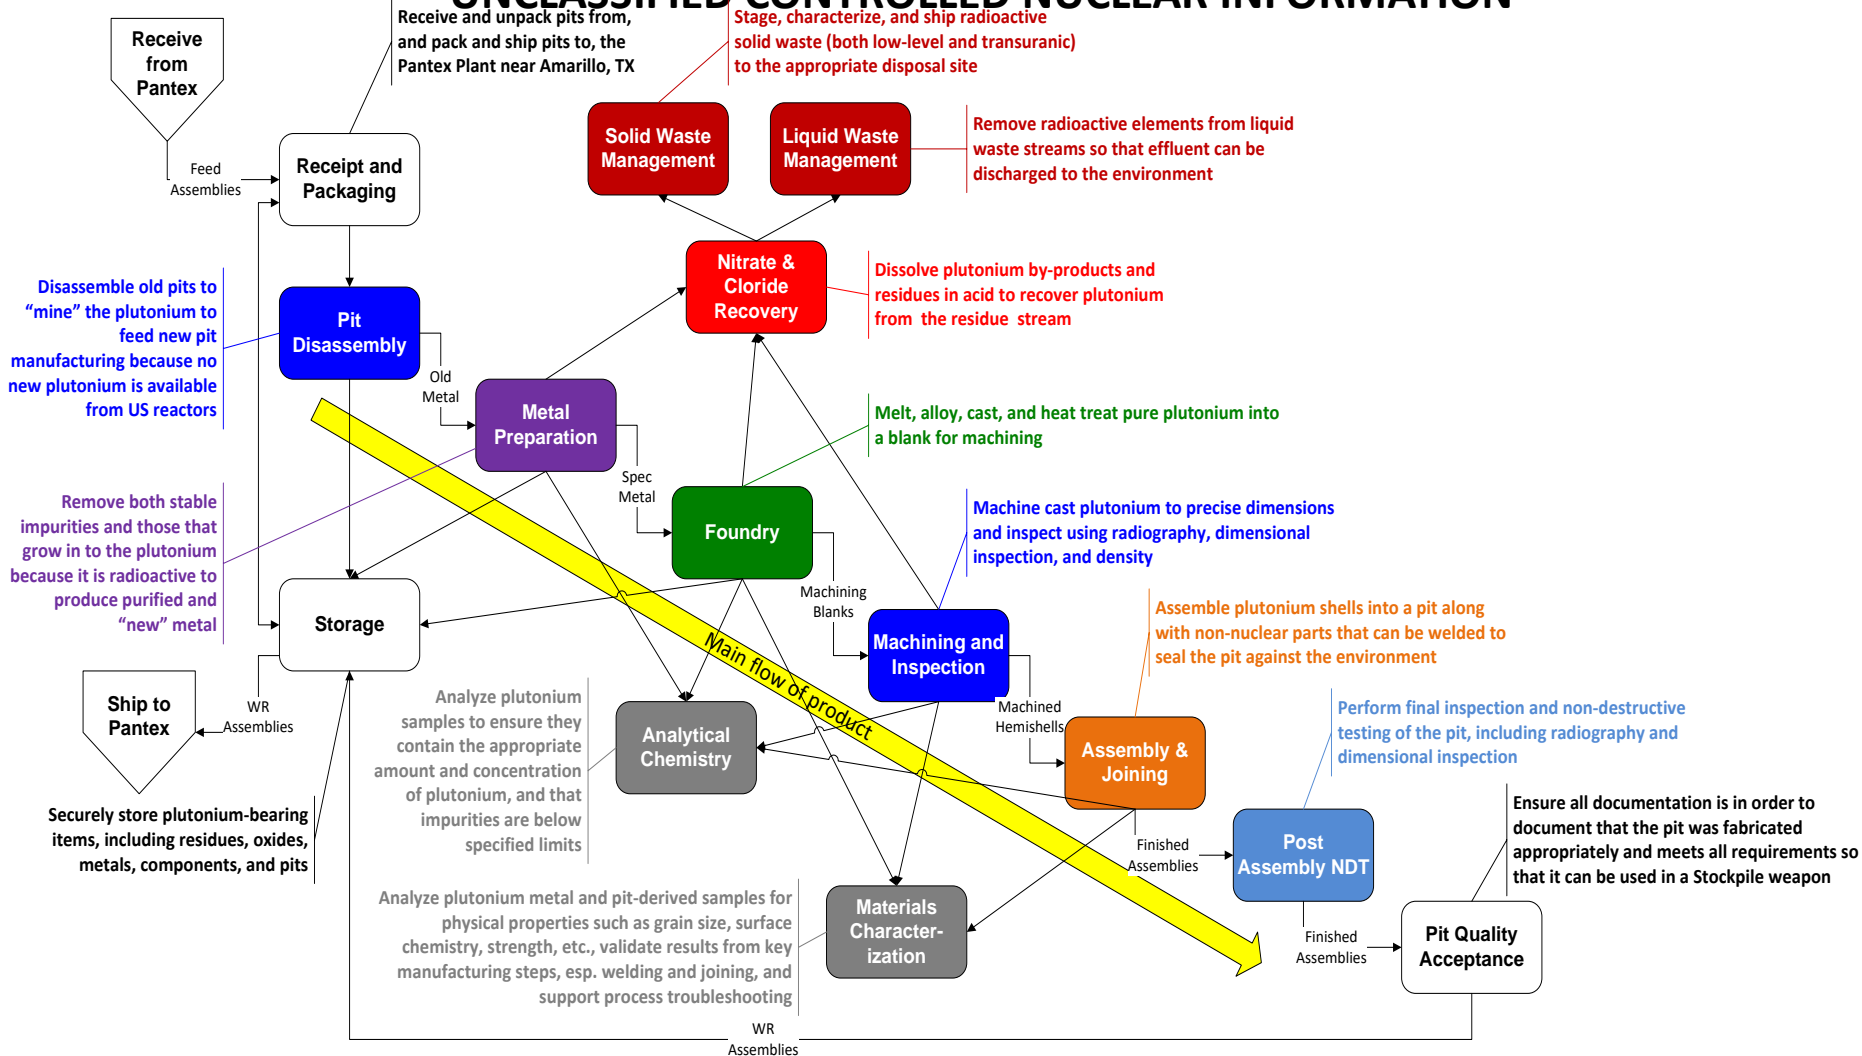 UNCLASSIFIED CONTROLLED NUCLEAR INFORMATION
Receive
from
Pantex
Receive and unpack pits from,
and pack and ship pits to, the
Pantex Plant near Amarillo, TX
Stage, characterize, and ship radioactive
solid waste (both low-level and transuranic)
to the appropriate disposal site
Feed
Assemblies
Receipt and
Packaging
Solid Waste
Management
Liquid Waste
Management
Remove radioactive elements from liquid
waste streams so that effluent can be
discharged to the environment
Disassemble old pits to
“mine” the plutonium to
feed new pit
manufacturing because no
new plutonium is available
from US reactors
Pit
Disassembly
Nitrate &
Cloride
Recovery
Dissolve plutonium by-products and
residues in acid to recover plutonium
from the residue stream
Old
Metal
Metal
Preparation
Melt, alloy, cast, and heat treat pure plutonium into
a blank for machining
Spec
Metal
Remove both stable
impurities and those that
grow in to the plutonium
because it is radioactive to
produce purified and
“new” metal
Foundry
Machine cast plutonium to precise dimensions
and inspect using radiography, dimensional
inspection, and density
Machining
Blanks
Storage
Machining and
Inspection
Assemble plutonium shells into a pit along
with non-nuclear parts that can be welded to
seal the pit against the environment
Main flow of product
Ship to
Pantex
WR
Assemblies
Analyze plutonium
samples to ensure they
contain the appropriate
amount and concentration
of plutonium, and that
impurities are below
specified limits
Analytical
Chemistry
Machined
Hemishells
Assembly &
Joining
Perform final inspection and non-destructive
testing of the pit, including radiography and
dimensional inspection
Securely store plutonium-bearing
items, including residues, oxides,
metals, components, and pits
Finished
Assemblies
Post
Assembly NDT
Ensure all documentation is in order to
document that the pit was fabricated
appropriately and meets all requirements so
that it can be used in a Stockpile weapon
Analyze plutonium metal and pit-derived samples for
physical properties such as grain size, surface
chemistry, strength, etc., validate results from key
manufacturing steps, esp. welding and joining, and
support process troubleshooting
Materials
Character-
ization
Finished
Assemblies
Pit Quality
Acceptance
WR
Assemblies